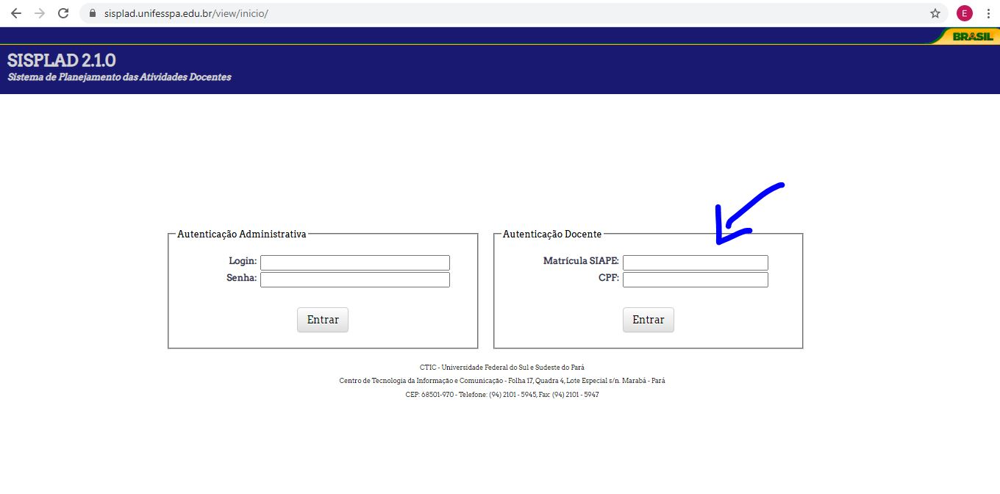 sisplad.unifesspa.edu.br/view/inicio/
E
BRASIL
SISPLAD 2.1.0
Sistema de Planejamento das Atividades Docentes
Autenticação Administrativa
Login:
Senha:
Entrar
Autenticação Docente
Matrícula SIAPE:
CPF:
Entrar
CTIC - Universidade Federal do Sul e Sudeste do Pará
Centro de Tecnologia da Informação e Comunicação - Folha 17, Quadra 4, Lote Especial s/n. Marabá - Pará
CEP: 68501-970 - Telefone: (94) 2101 - 5945, Fax: (94) 2101 - 5947